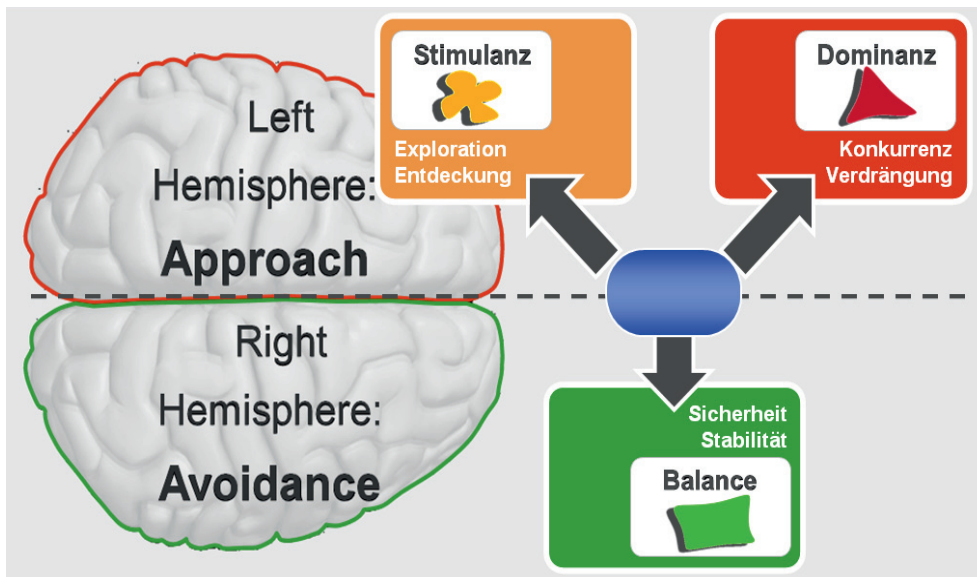 Left
Hemisphere:
Approach
Right
Hemisphere:
Avoidance
Stimulanz
Exploration
Entdeckung
Dominanz
Konkurrenz
Verdrängung
Sicherheit
Stabilität
Balance